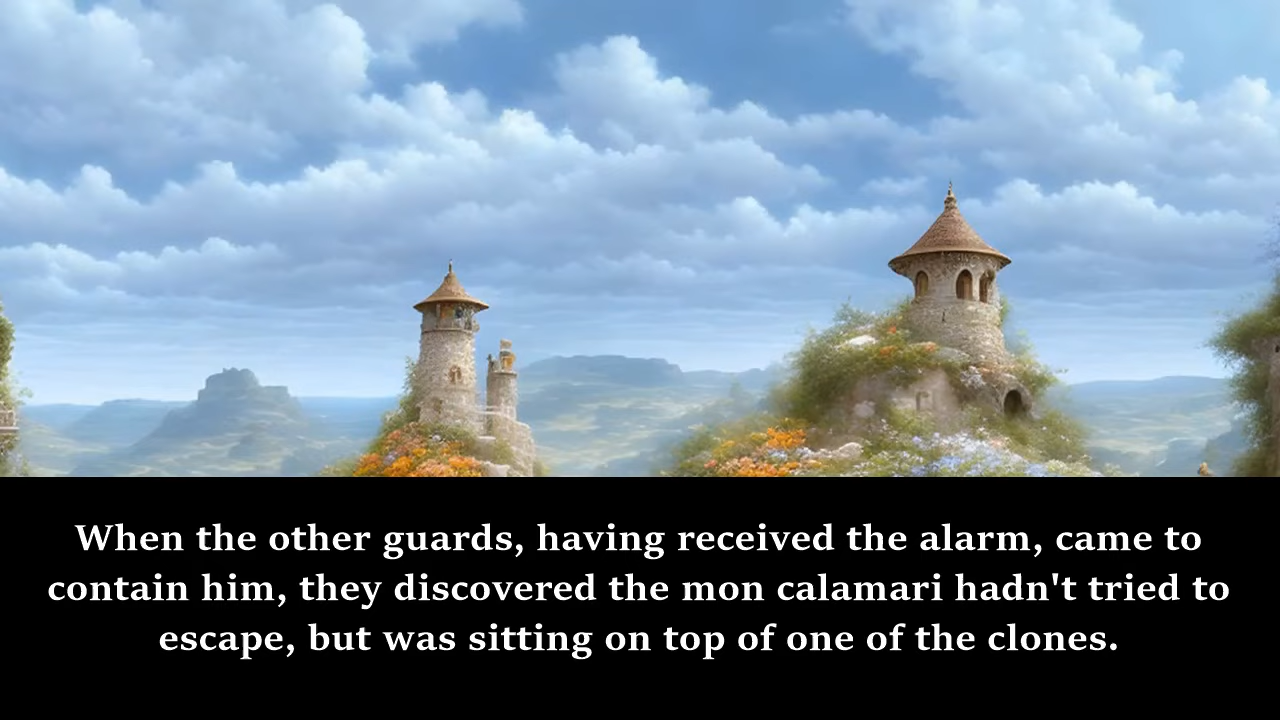 When the other guards, having received the alarm, came to
contain him, they discovered the mon calamari hadn't tried to
escape, but was sitting on top of one of the clones.